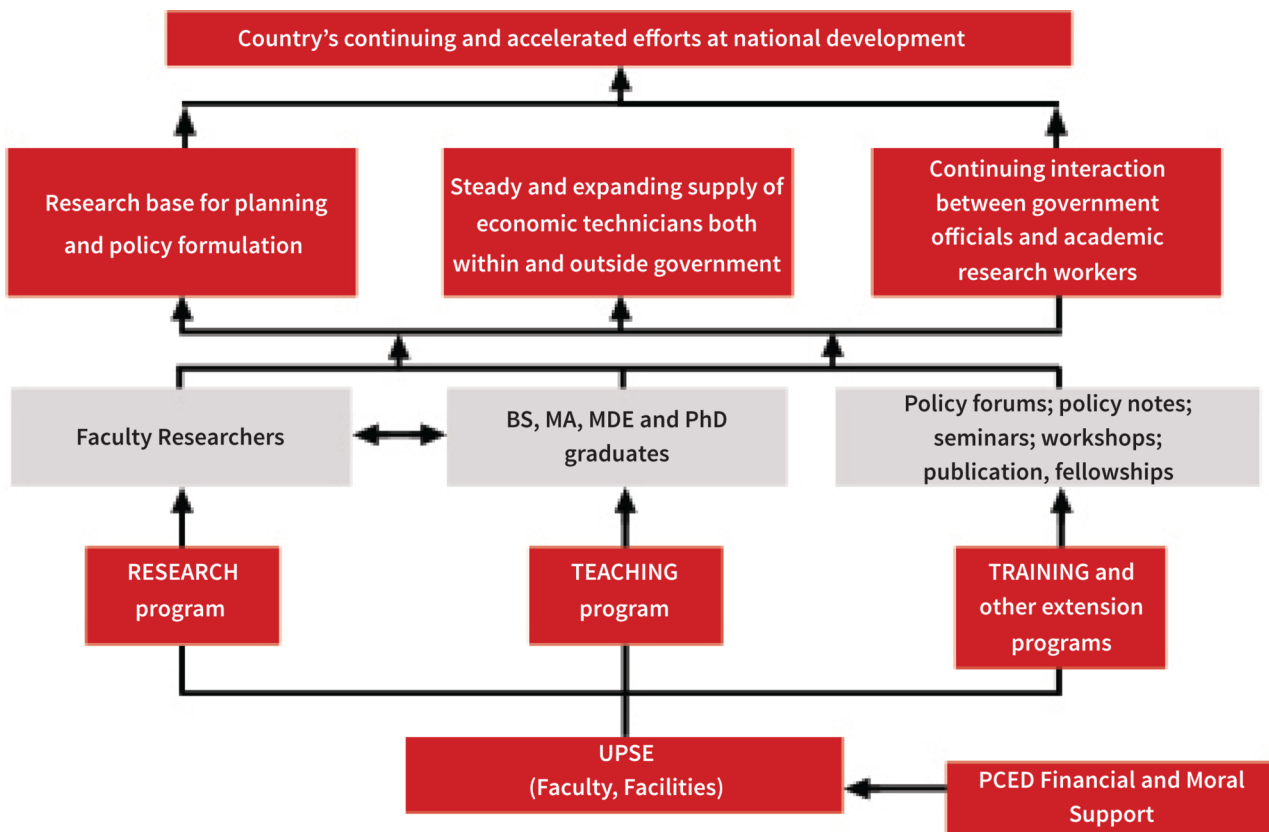 Country’s continuing and accelerated efforts at national development
Research base for planning
and policy formulation
Steady and expanding supply of
economic technicians both
within and outside government
Continuing interaction
between government
officials and academic
research workers
Faculty Researchers
BS, MA, MDE and PhD
graduates
Policy forums; policy notes;
seminars; workshops;
publication, fellowships
RESEARCH
program
TEACHING
program
TRAINING and
other extension
programs
UPSE
(Faculty, Facilities)
PCED Financial and Moral
Support